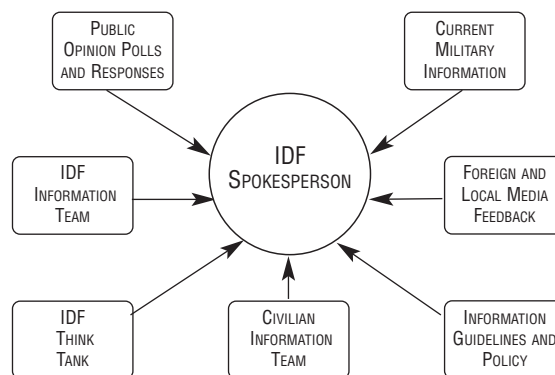 PUBLIC
OPINION POLLS
AND RESPONSES
CURRENT
MILITARY
INFORMATION
IDF
SPOKESPERSON
IDF
INFORMATION
TEAM
FOREIGN AND
LOCAL MEDIA
FEEDBACK
IDF
THINK
TANK
CIVILIAN
INFORMATION
TEAM
INFORMATION
GUIDELINES AND
POLICY